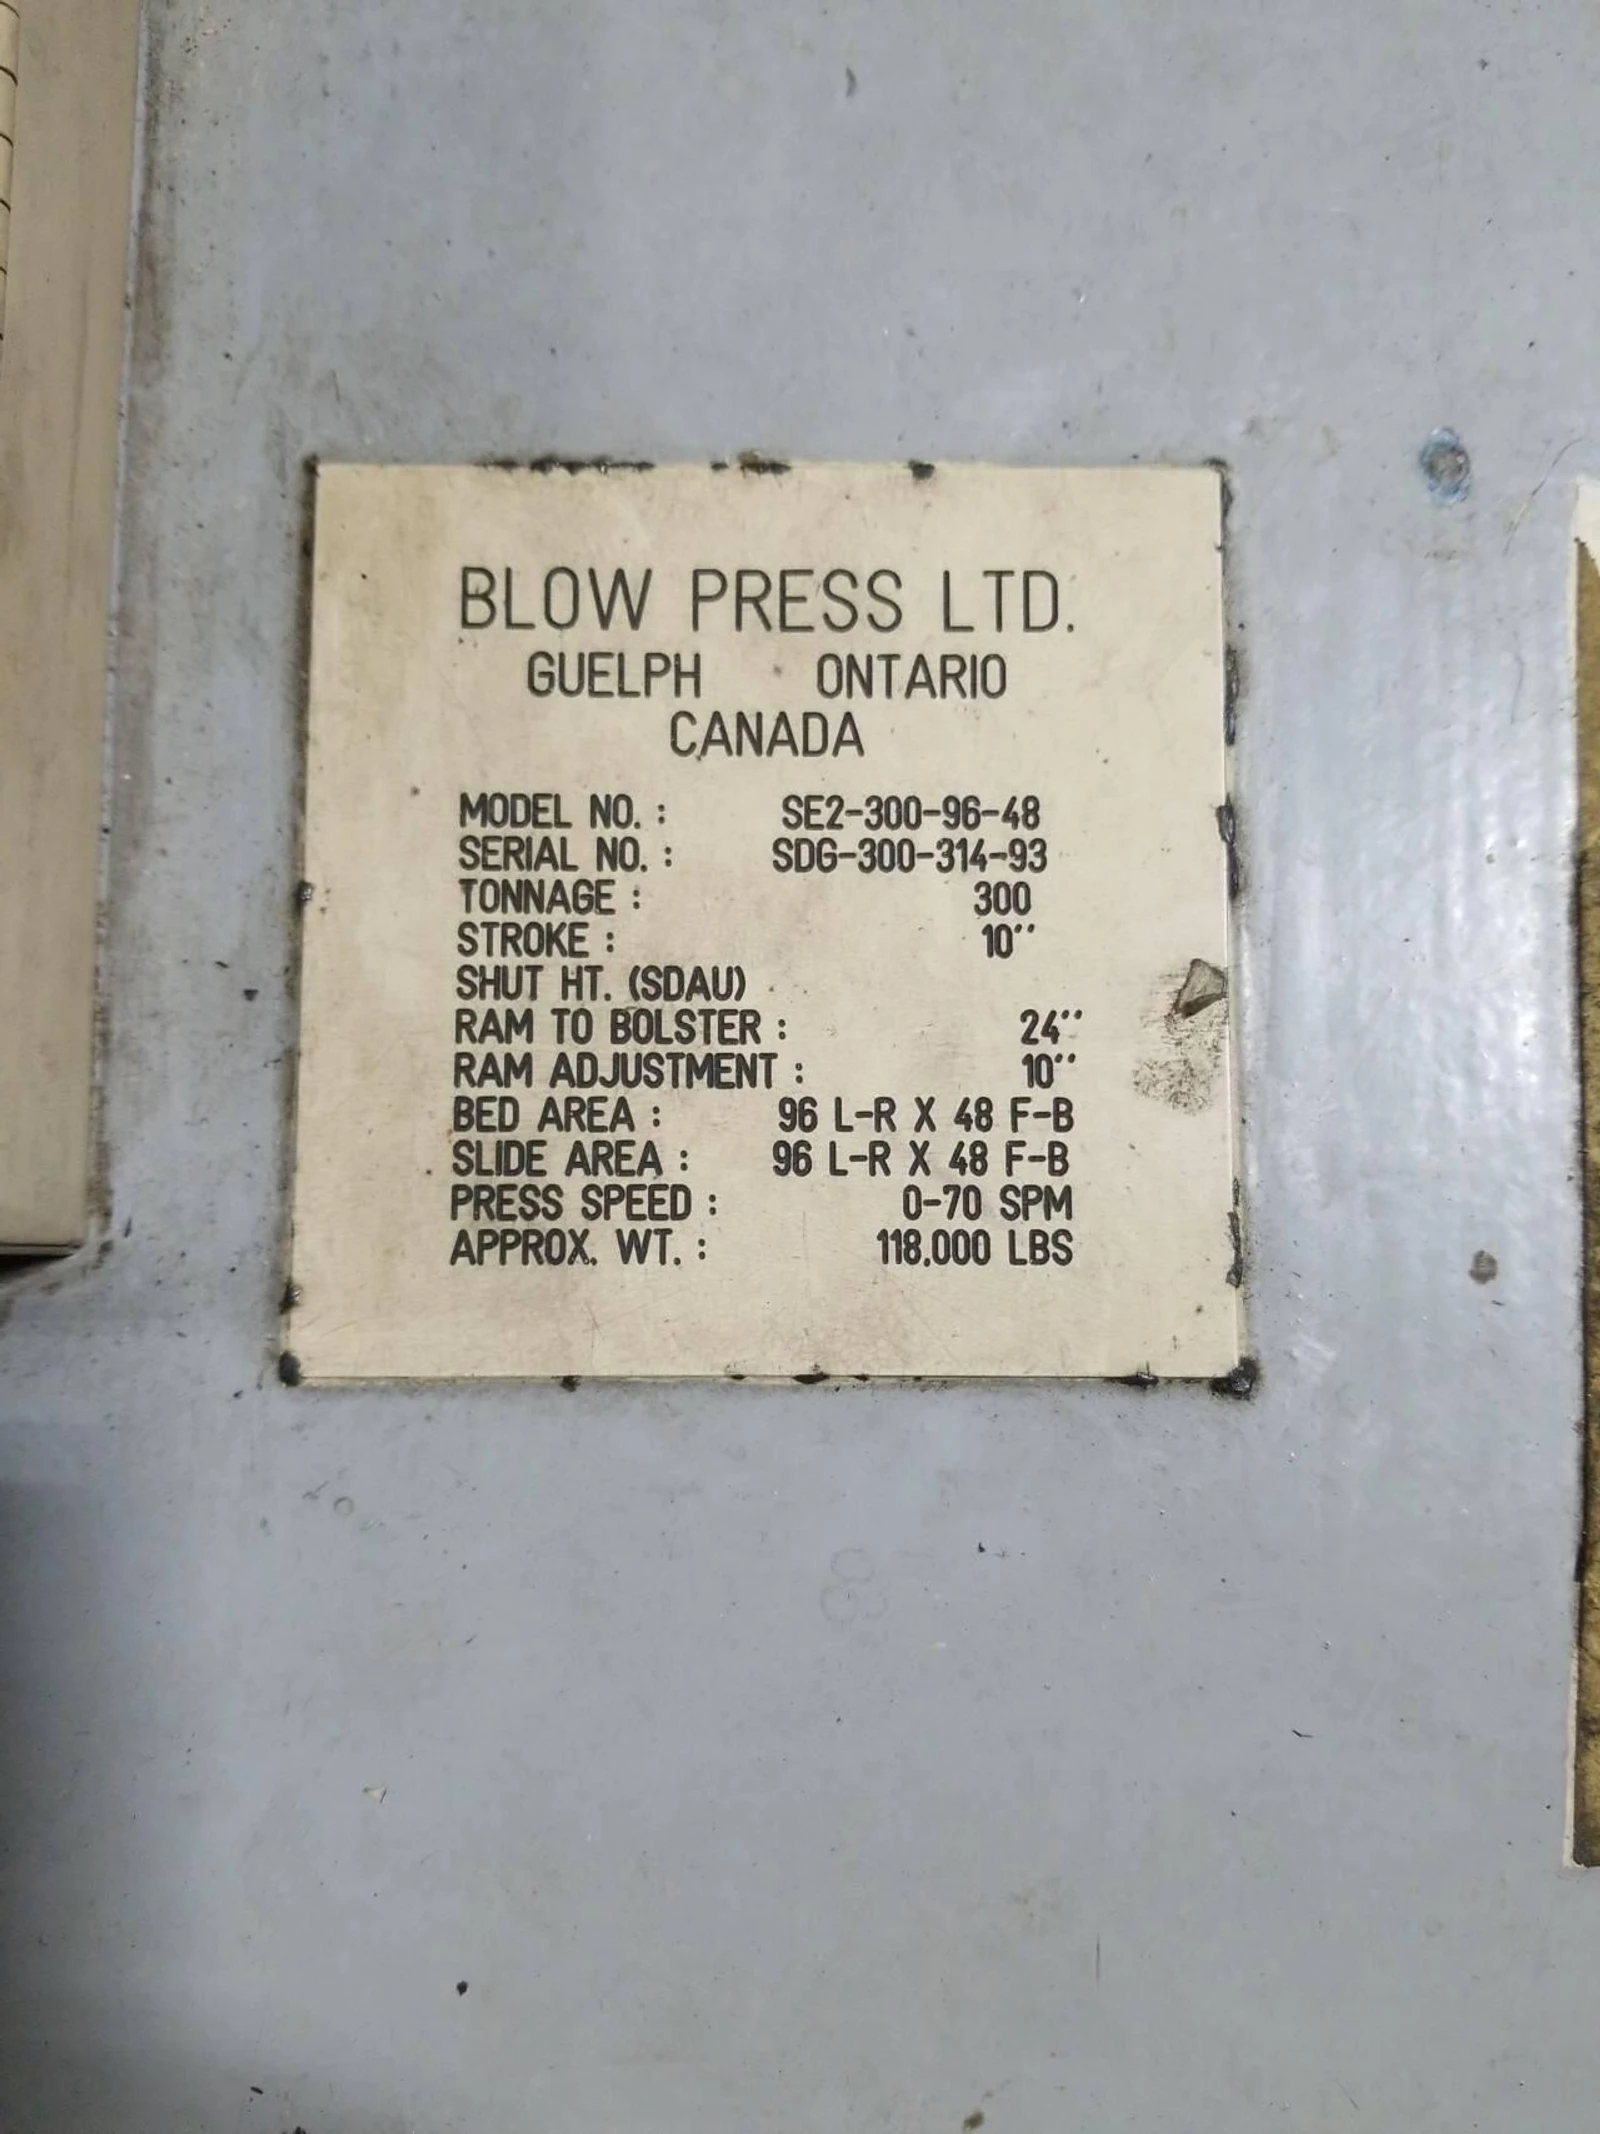 BLOW PRESS LTD.
GUELPH ONTARIO
CANADA
MODEL NO. : SE2-300-96-48
SERIAL NO. : SDG-300-314-93
TONNAGE : 300
STROKE : 10''
SHUT HT. (SDAU)
RAM TO BOLSTER : 24''
RAM ADJUSTMENT : 10''
BED AREA : 96 L-R X 48 F-B
SLIDE AREA : 96 L-R X 48 F-B
PRESS SPEED : 0-70 SPM
APPROX. WT. : 118.000 LBS